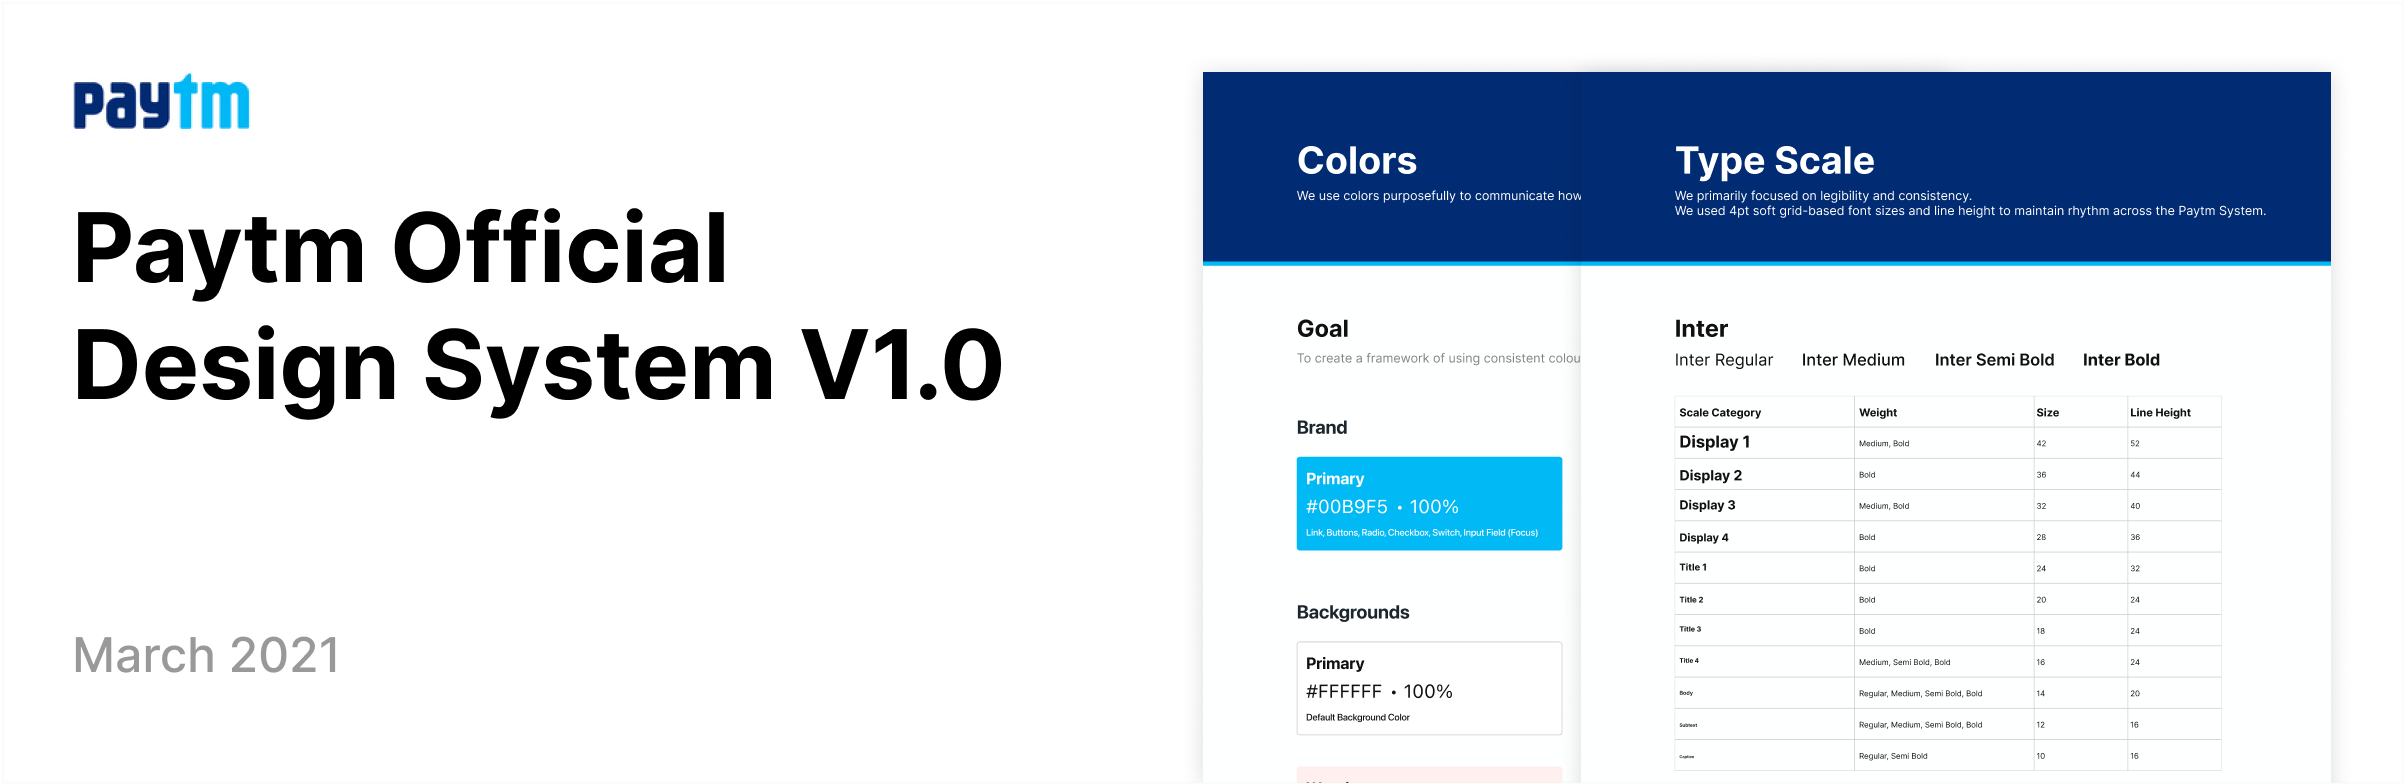 paytm
Paytm Official
Design System V1.0
March 2021
Colors
We use colors purposefully to communicate how
Goal
To create a framework of using consistent colou
Brand
Primary
#00B9F5 • 100%
Link, Buttons, Radio, Checkbox, Switch, Input Field (Focus)
Backgrounds
Primary
#FFFFFF • 100%
Default Background Color
Type Scale
We primarily focused on legibility and consistency.
We used 4pt soft grid-based font sizes and line height to maintain rhythm across the Paytm System.
Inter
Inter Regular Inter Medium Inter Semi Bold Inter Bold
Scale Category Weight Size Line Height
Display 1 Medium, Bold 42 52
Display 2 Bold 36 44
Display 3 Medium, Bold 32 40
Display 4 Bold 28 36
Title 1 Bold 24 32
Title 2 Bold 20 24
Title 3 Bold 18 24
Title 4 Medium, Semi Bold, Bold 16 24
Body Regular, Medium, Semi Bold, Bold 14 20
Subtext Regular, Medium, Semi Bold, Bold 12 16
Caption Regular, Semi Bold 10 16